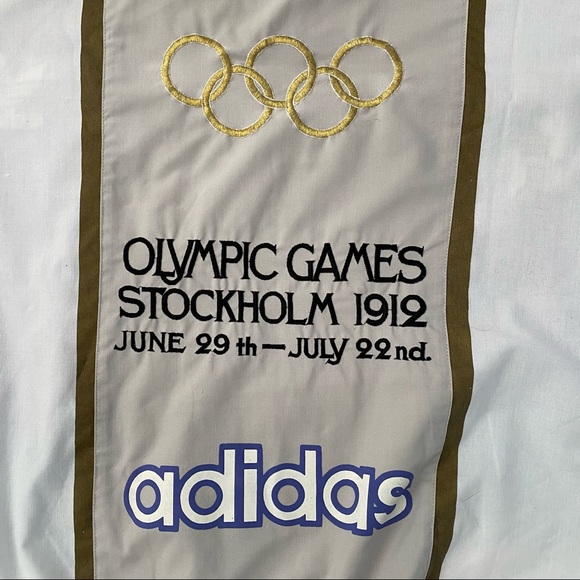 OLYMPIC GAMES
STOCKHOLM 1912
JUNE 29 th — JULY 22 nd.
adidas